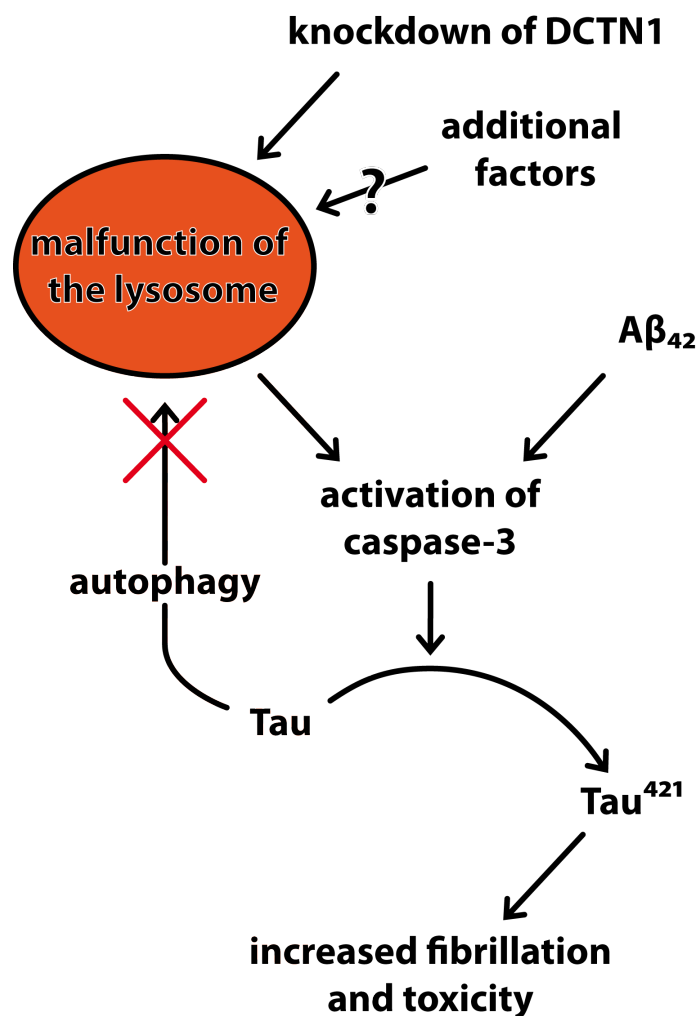 knockdown of DCTN1
additional
factors
?
malfunction of
the lysosome
Aβ₄₂
activation of
caspase-3
autophagy
Tau
Tau⁴²¹
increased fibrillation
and toxicity